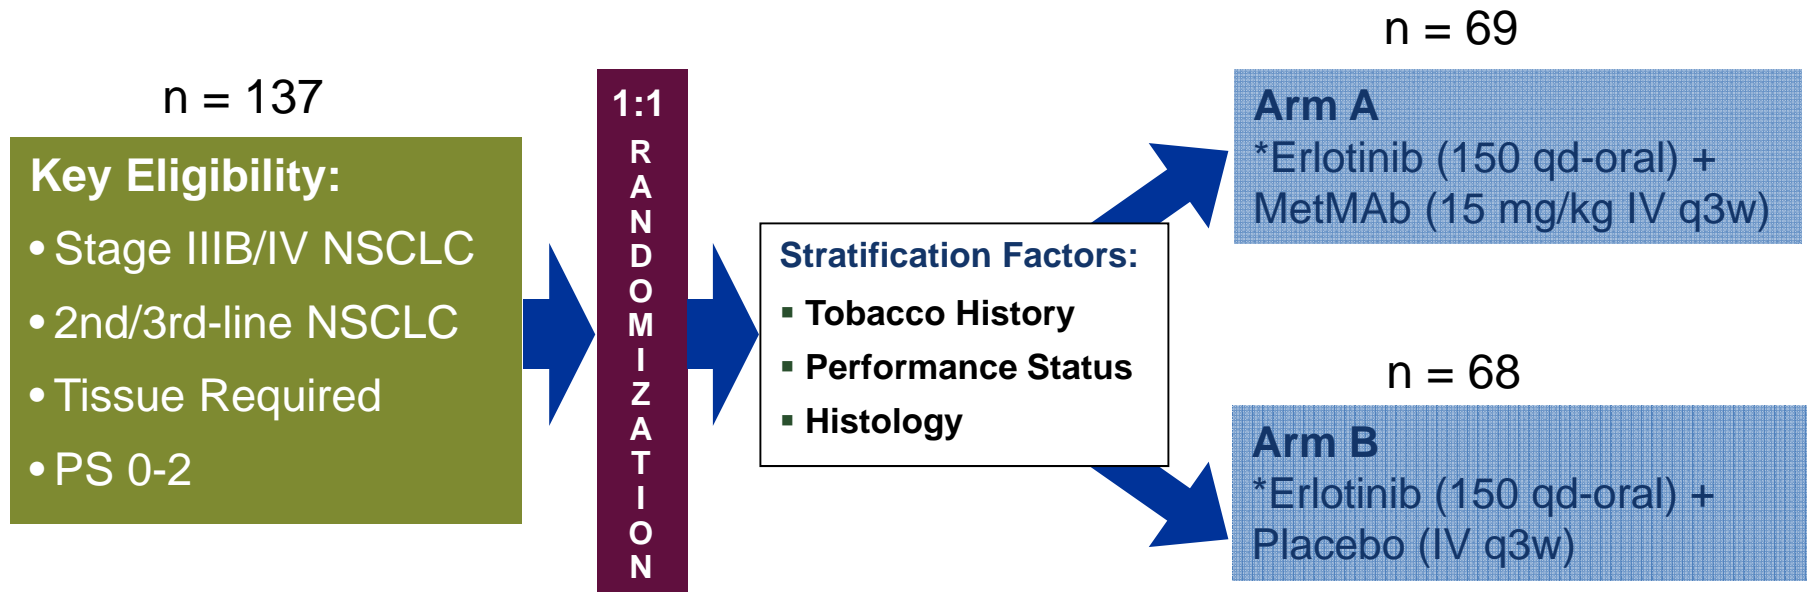 n = 137
Key Eligibility:
• Stage IIIB/IV NSCLC
• 2nd/3rd-line NSCLC
• Tissue Required
• PS 0-2
1:1
RANDOMIZATION
Stratification Factors:
▪ Tobacco History
▪ Performance Status
▪ Histology
n = 69
Arm A
*Erlotinib (150 qd-oral) +
MetMAb (15 mg/kg IV q3w)
n = 68
Arm B
*Erlotinib (150 qd-oral) +
Placebo (IV q3w)